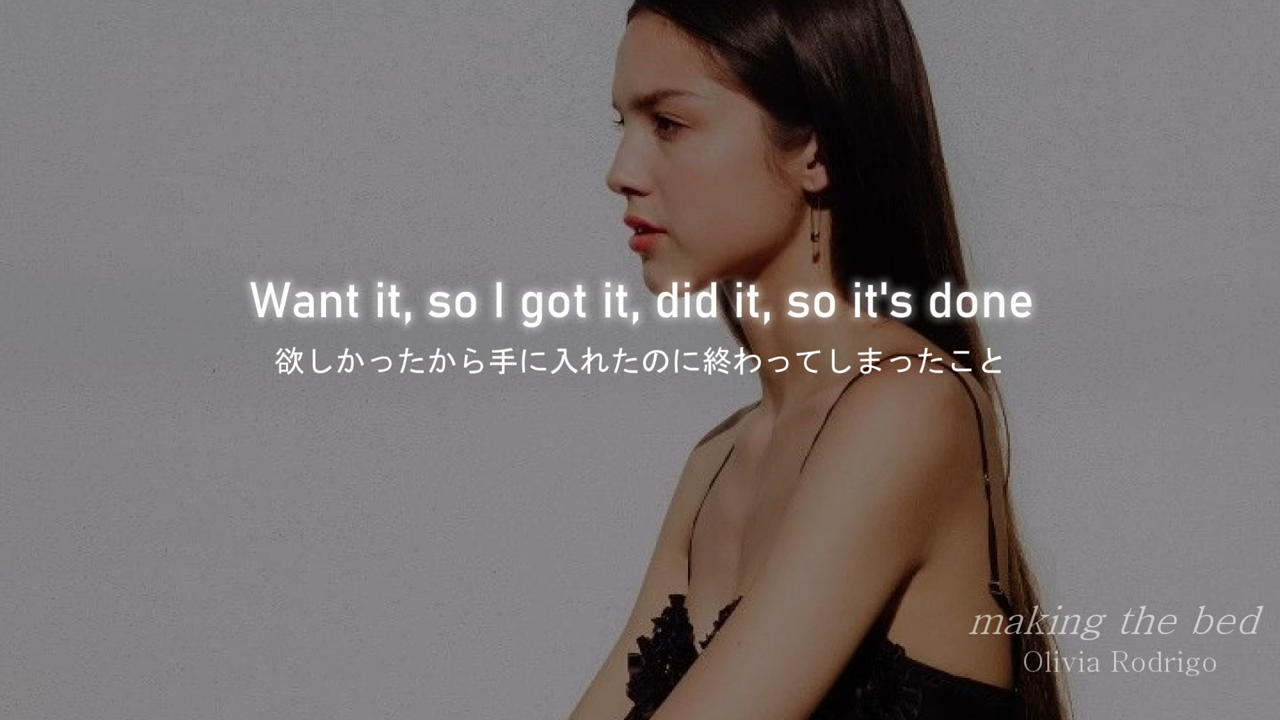 Want it, so I got it, did it, so it's done
欲しかったから手に入れたのに終わってしまったこと
making the bed
Olivia Rodrigo